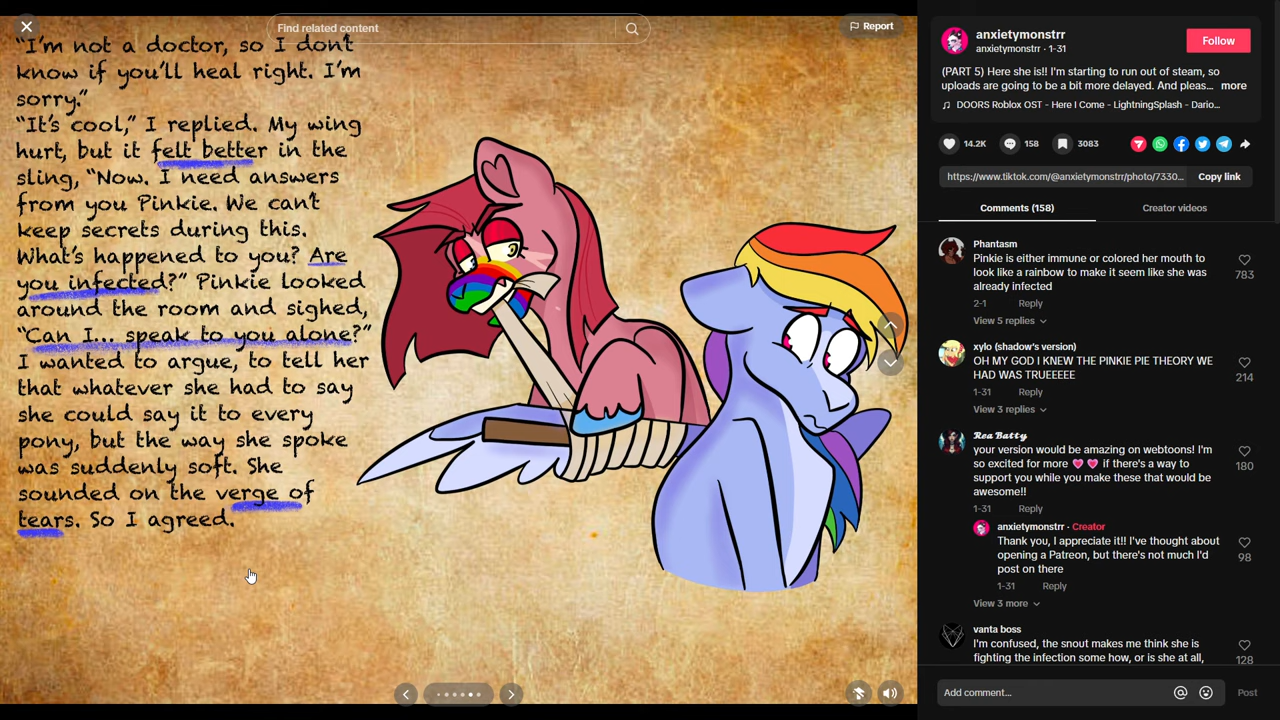 Find related content
Report
“I'm not a doctor, so I don't
know if you'll heal right. I'm
sorry.”
“It's cool,” I replied. My wing
hurt, but it felt better in the
sling, “Now. I need answers
from you Pinkie. We can't
keep secrets during this.
What's happened to you? Are
you infected?” Pinkie looked
around the room and sighed,
“Can I... speak to you alone?”
I wanted to argue, to tell her
that whatever she had to say
she could say it to every
pony, but the way she spoke
was suddenly soft. She
sounded on the verge of
tears. So I agreed.
anxietymonstrr
anxietymonstrr · 1-31
Follow
(PART 5) Here she is!! I'm starting to run out of steam, so
uploads are going to be a bit more delayed. And pleas... more
DOORS Roblox OST - Here I Come - LightningSplash - Dario...
14.2K 158 3083
https://www.tiktok.com/@anxietymonstrr/photo/7330... Copy link
Comments (158) Creator videos
Phantasm
Pinkie is either immune or colored her mouth to
look like a rainbow to make it seem like she was
already infected
783
2-1 Reply
View 5 replies
xylo (shadow's version)
OH MY GOD I KNEW THE PINKIE PIE THEORY WE
HAD WAS TRUEEEEE
214
1-31 Reply
View 3 replies
Rea Batty
your version would be amazing on webtoons! I'm
so excited for more 💗💗 if there's a way to
support you while you make these that would be
awesome!!
180
1-31 Reply
anxietymonstrr · Creator
Thank you, I appreciate it!! I've thought about
opening a Patreon, but there's not much I'd
post on there
98
1-31 Reply
View 3 more
vanta boss
I'm confused, the snout makes me think she is
fighting the infection some how, or is she at all,
128
Add comment... Post